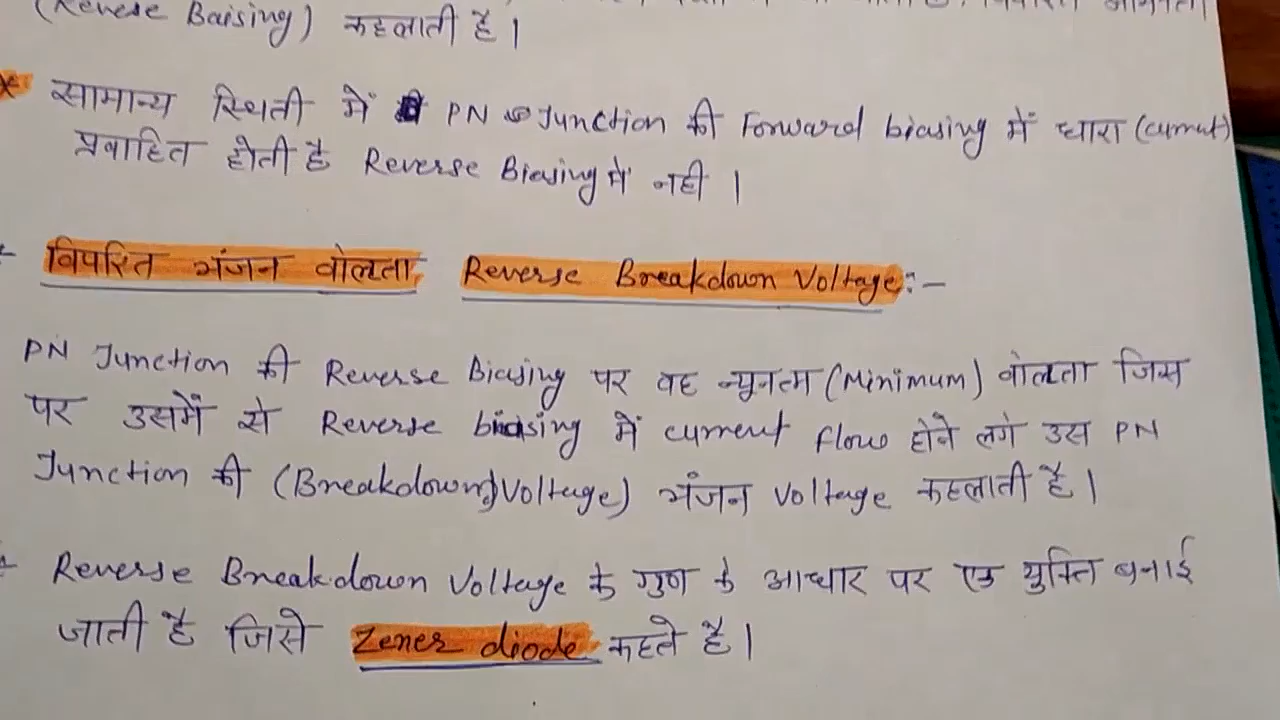 (Revese Baising) कहलाती है।
* सामान्य स्थिती में PN Junction की Forward biasing में धारा (current)
प्रवाहित होती है Reverse Biasing में नही।
विपरित भंजन वोल्टता Reverse Breakdown Voltage:-
PN Junction की Reverse Biasing पर वह न्यूनतम (Minimum) वोल्टता जिस
पर उसमें से Reverse biasing में current flow होने लगे उस PN
Junction की (Breakdown Voltage) भंजन Voltage कहलाती है।
Reverse Breakdown Voltage के गुण के आधार पर एक युक्ति बनाई
जाती है जिसे Zener diode कहते है।